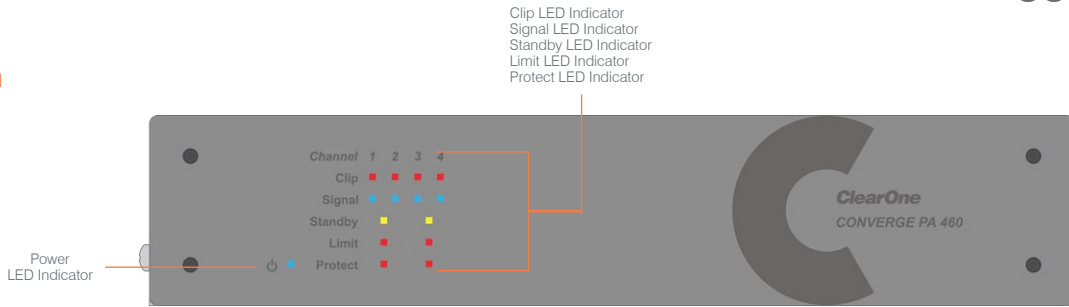 Clip LED Indicator
Signal LED Indicator
Standby LED Indicator
Limit LED Indicator
Protect LED Indicator
Channel 1 2 3 4
Clip
Signal
Standby
Limit
Protect
ClearOne
CONVERGE PA 460
Power
LED Indicator